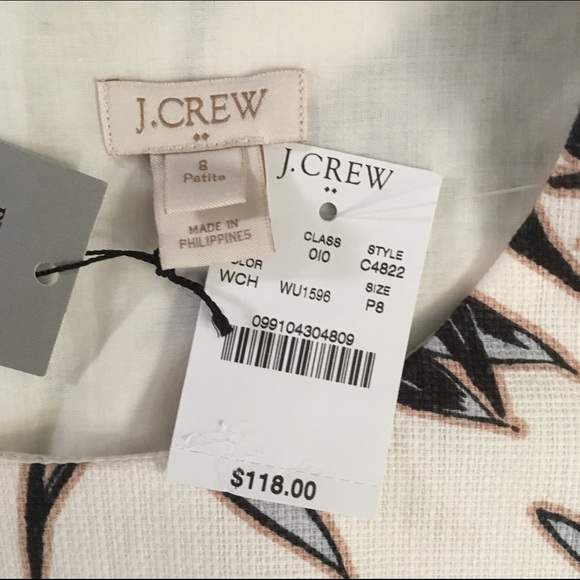 J.CREW
8
Petite
MADE IN
PHILIPPINES
J.CREW
CLASS
STYLE
010
C4822
WCH
WU1596
SIZE
P8
099104304809
$118.00